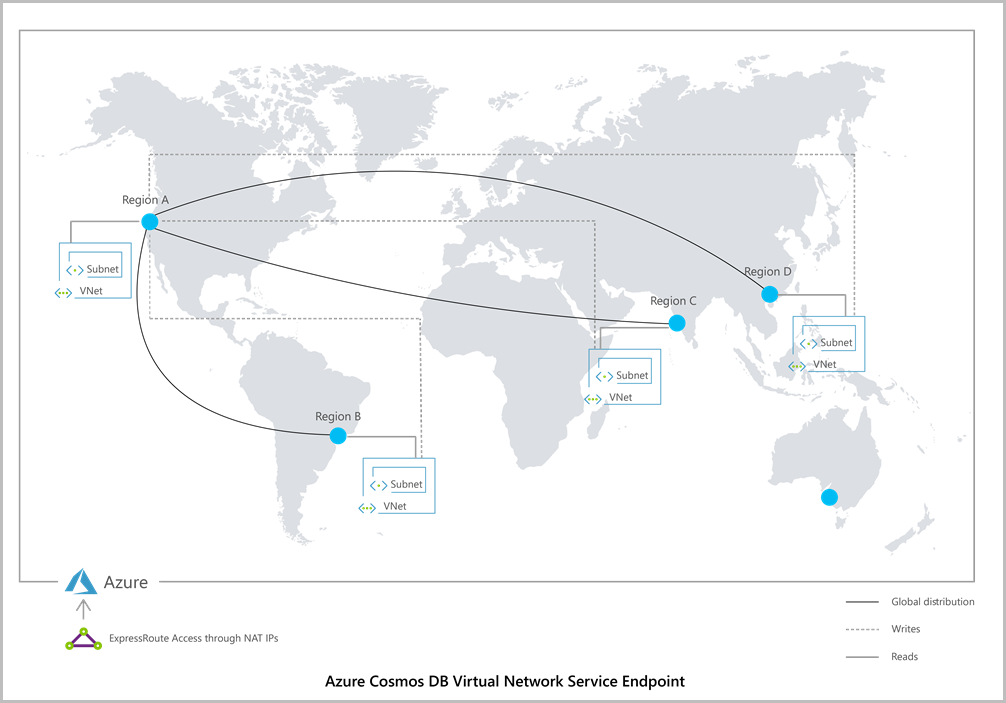 Region A
Subnet
VNet
Region D
Subnet
VNet
Region C
Subnet
VNet
Region B
Subnet
VNet
Azure
ExpressRoute Access through NAT IPs
Global distribution
Writes
Reads
Azure Cosmos DB Virtual Network Service Endpoint